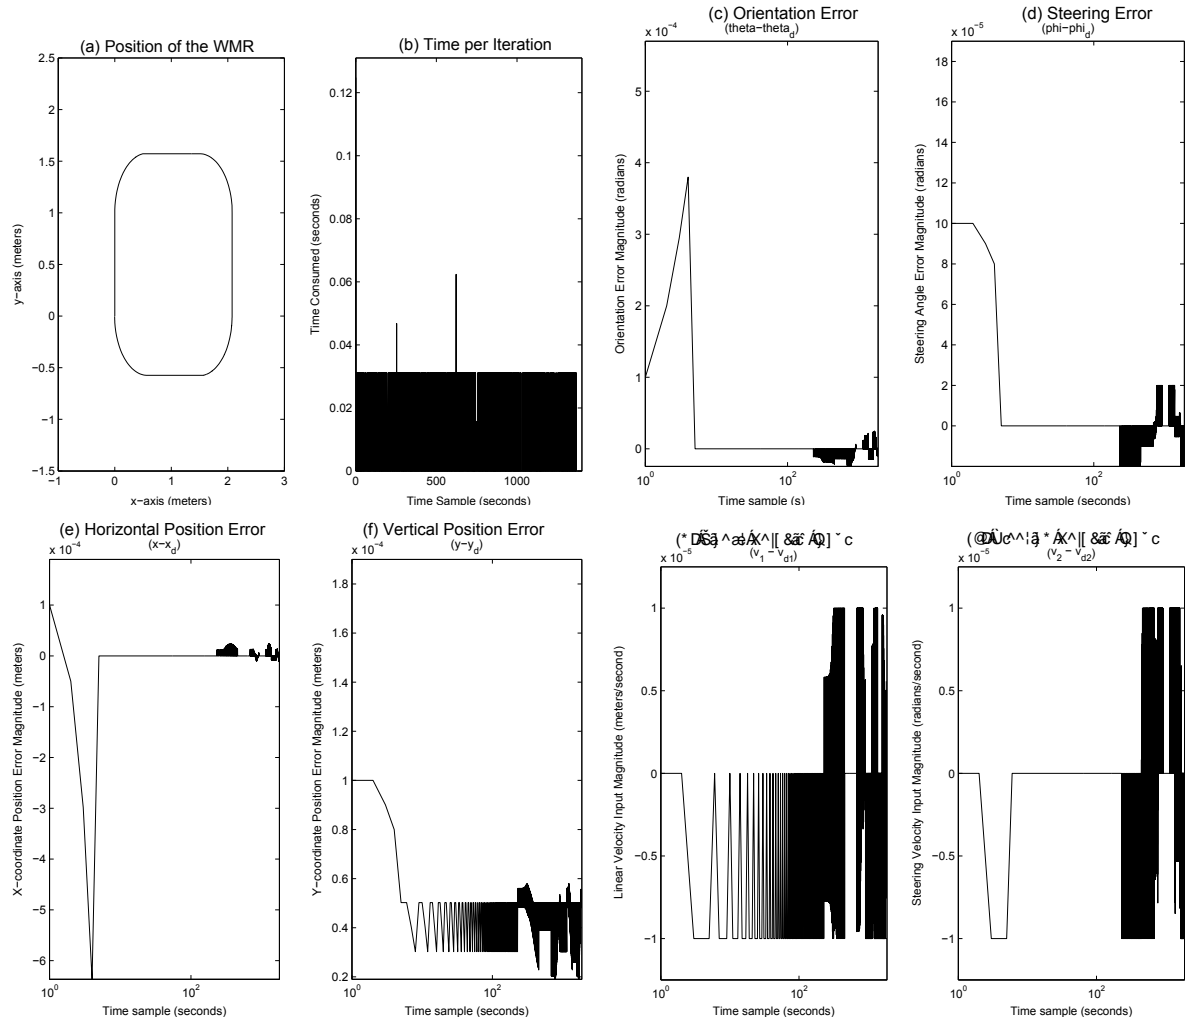 (a) Position of the WMR
2.5
2
1.5
1
0.5
0
−0.5
−1
−1.5
−1
0
1
2
3
y−axis (meters)
x−axis (meters)
(b) Time per Iteration
0.12
0.1
0.08
0.06
0.04
0.02
0
0
500
1000
Time Consumed (seconds)
Time Sample (seconds)
(c) Orientation Error
(theta−theta_d)
x 10^−4
5
4
3
2
1
0
10^0
10^2
Orientation Error Magnitude (radians)
Time sample (s)
(d) Steering Error
(phi−phi_d)
x 10^−5
18
16
14
12
10
8
6
4
2
0
10^0
10^2
Steering Angle Error Magnitude (radians)
Time sample (seconds)
(e) Horizontal Position Error
(x−x_d)
x 10^−4
1
0
−1
−2
−3
−4
−5
−6
10^0
10^2
X−coordinate Position Error Magnitude (meters)
Time sample (seconds)
(f) Vertical Position Error
(y−y_d)
x 10^−4
1.8
1.6
1.4
1.2
1
0.8
0.6
0.4
0.2
10^0
10^2
Y−coordinate Position Error Magnitude (meters)
Time sample (seconds)
(v_1 − v_d1)
x 10^−5
1
0.5
0
−0.5
−1
10^0
10^2
Linear Velocity Input Magnitude (meters/second)
Time sample (seconds)
(v_2 − v_d2)
x 10^−5
1
0.5
0
−0.5
−1
10^0
10^2
Steering Velocity Input Magnitude (radians/second)
Time sample (seconds)